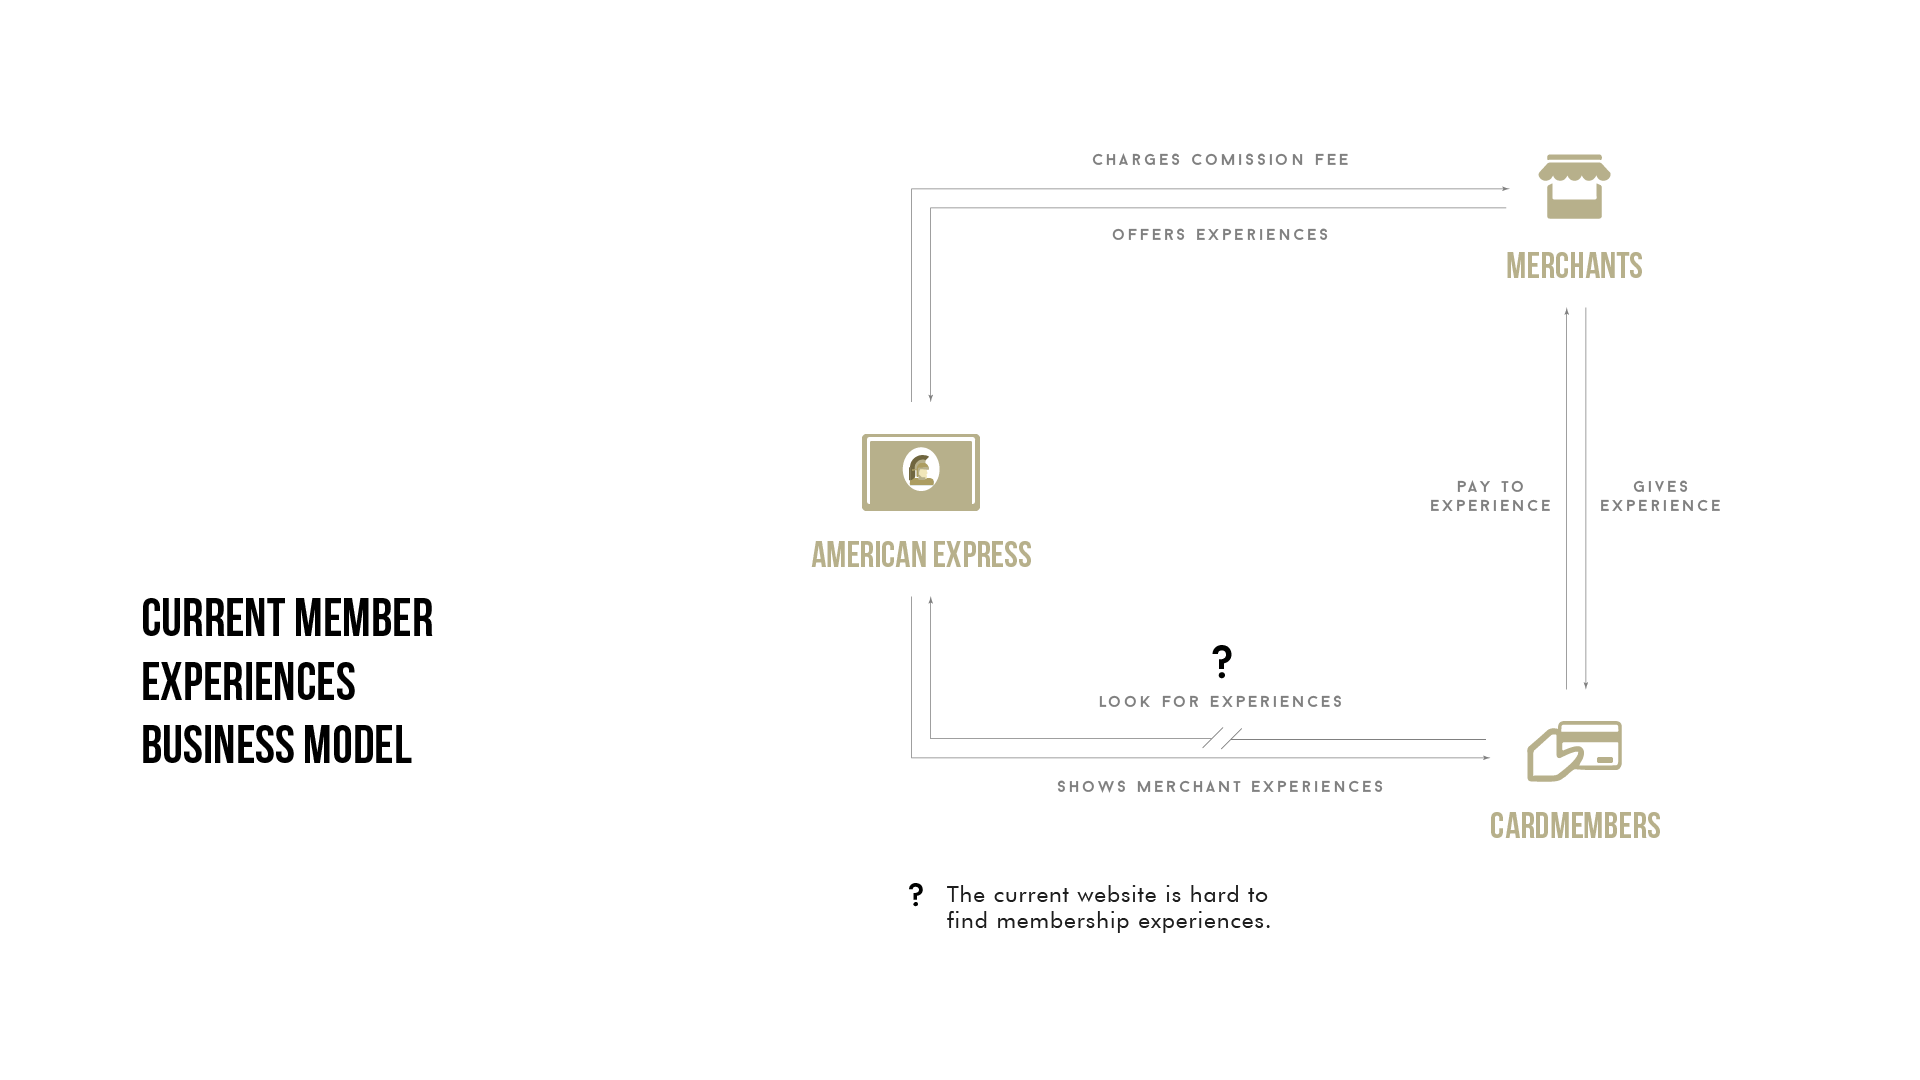 CHARGES COMISSION FEE
OFFERS EXPERIENCES
MERCHANTS
PAY TO
EXPERIENCE
GIVES
EXPERIENCE
AMERICAN EXPRESS
CURRENT MEMBER
EXPERIENCES
BUSINESS MODEL
?
LOOK FOR EXPERIENCES
SHOWS MERCHANT EXPERIENCES
CARDMEMBERS
? The current website is hard to
find membership experiences.